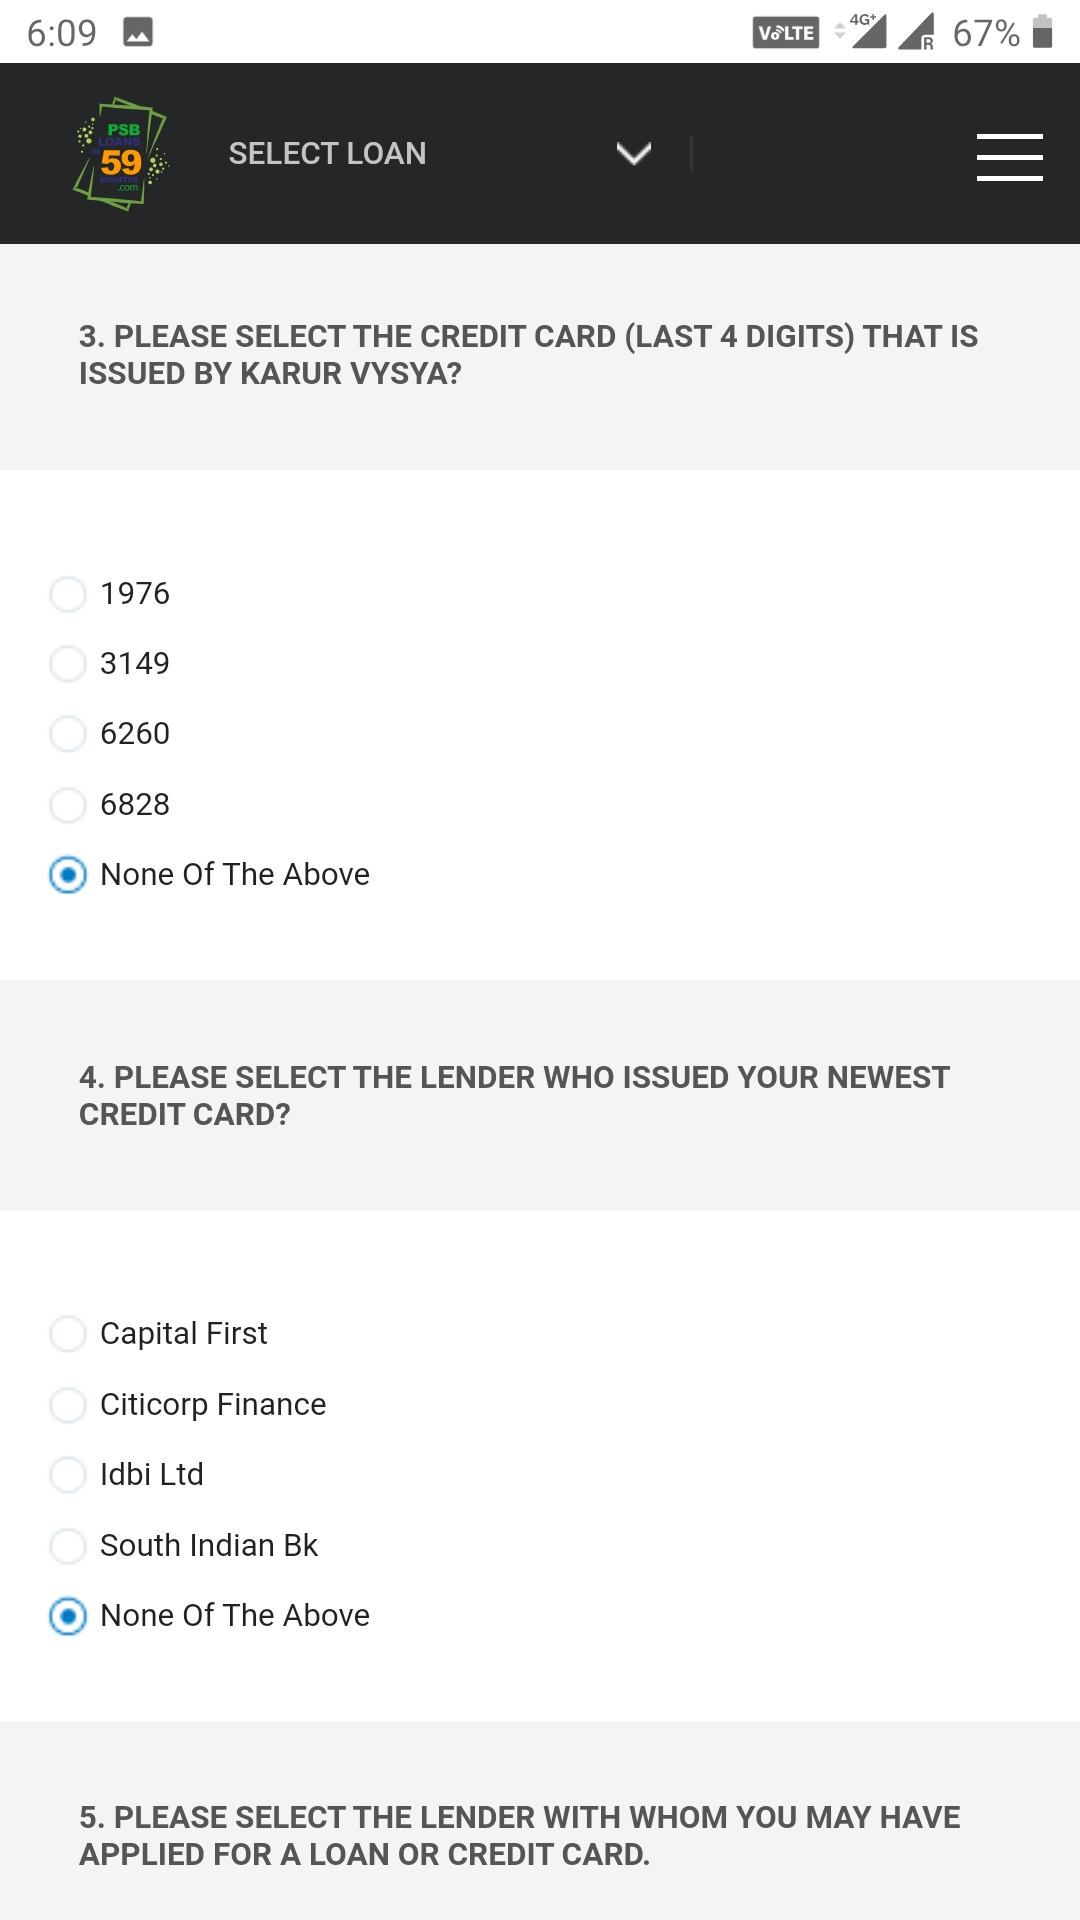 6:09
VoLTE 4G+ R 67%
PSB
LOANS
59
MINUTES
.com
SELECT LOAN
3. PLEASE SELECT THE CREDIT CARD (LAST 4 DIGITS) THAT IS
ISSUED BY KARUR VYSYA?
1976
3149
6260
6828
None Of The Above
4. PLEASE SELECT THE LENDER WHO ISSUED YOUR NEWEST
CREDIT CARD?
Capital First
Citicorp Finance
Idbi Ltd
South Indian Bk
None Of The Above
5. PLEASE SELECT THE LENDER WITH WHOM YOU MAY HAVE
APPLIED FOR A LOAN OR CREDIT CARD.